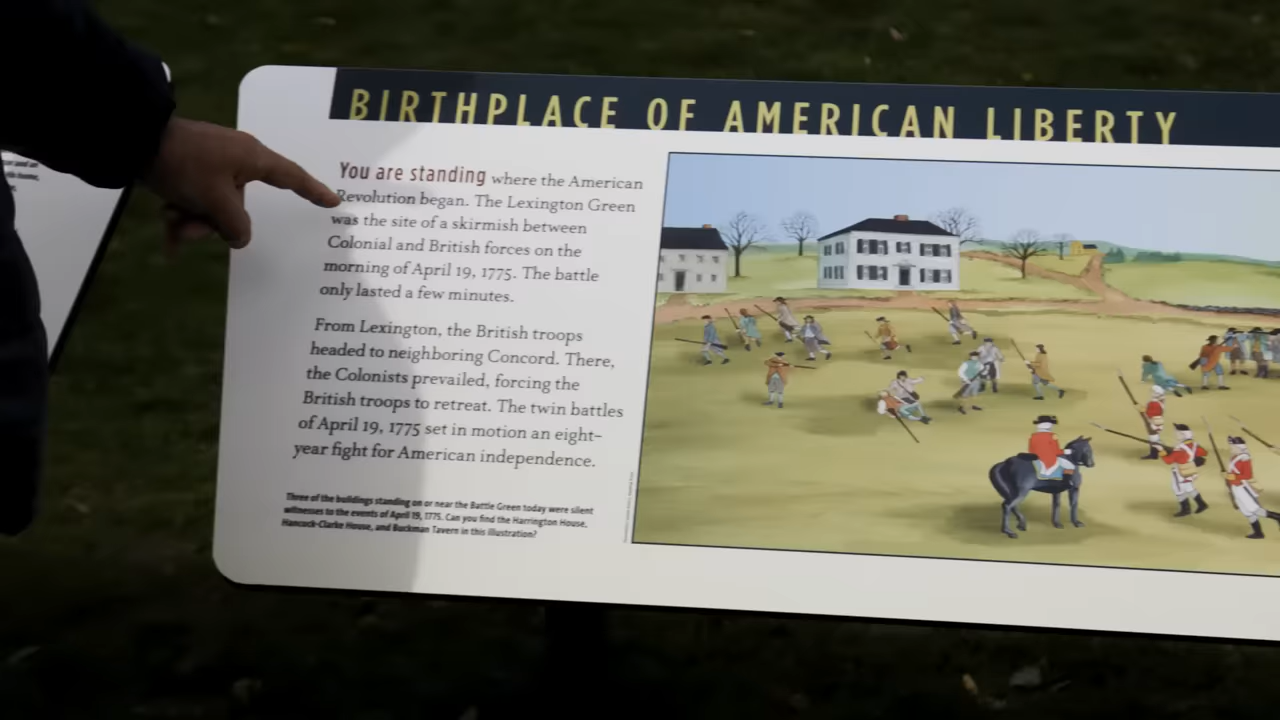 BIRTHPLACE OF AMERICAN LIBERTY
You are standing where the American
Revolution began. The Lexington Green
was the site of a skirmish between
Colonial and British forces on the
morning of April 19, 1775. The battle
only lasted a few minutes.
From Lexington, the British troops
headed to neighboring Concord. There,
the Colonists prevailed, forcing the
British troops to retreat. The twin battles
of April 19, 1775 set in motion an eight-
year fight for American independence.
Three of the buildings standing on or near the Battle Green today were silent
witnesses to the events of April 19, 1775. Can you find the Harrington House,
Hancock-Clarke House, and Buckman Tavern in this illustration?